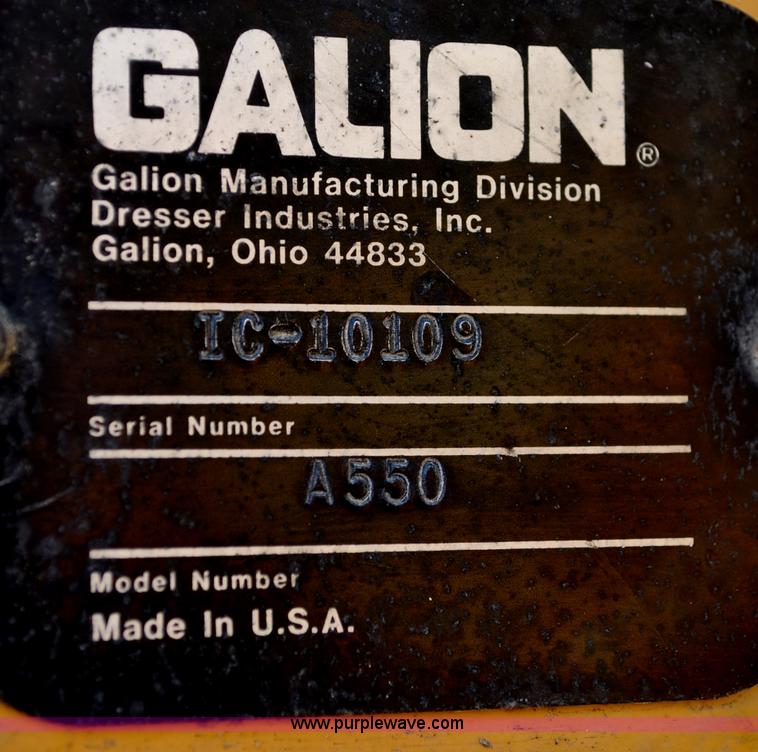 GALION®
Galion Manufacturing Division
Dresser Industries, Inc.
Galion, Ohio 44833
IC-10109
Serial Number
A550
Model Number
Made In U.S.A.
www.purplewave.com